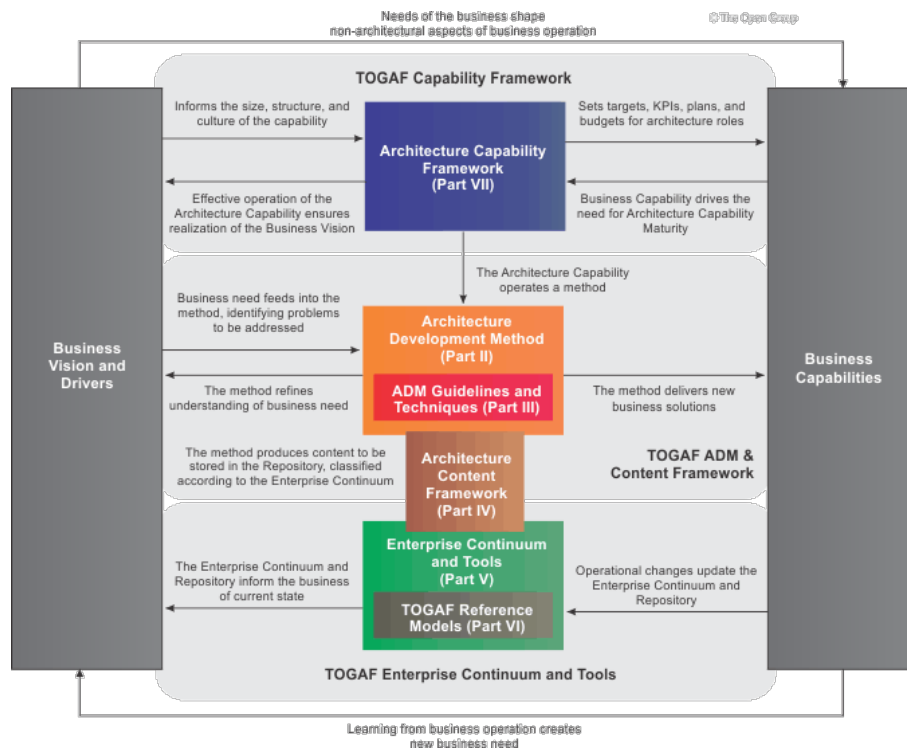 Needs of the business shape
non-architectural aspects of business operation
© The Open Group
TOGAF Capability Framework
Informs the size, structure, and
culture of the capability
Sets targets, KPIs, plans, and
budgets for architecture roles
Architecture Capability
Framework
(Part VII)
Effective operation of the
Architecture Capability ensures
realization of the Business Vision
Business Capability drives the
need for Architecture Capability
Maturity
The Architecture Capability
operates a method
Business need feeds into the
method, identifying problems
to be addressed
Architecture
Development Method
(Part II)
Business
Vision and
Drivers
Business
Capabilities
ADM Guidelines and
Techniques (Part III)
The method refines
understanding of business need
The method delivers new
business solutions
The method produces content to be
stored in the Repository, classified
according to the Enterprise Continuum
Architecture
Content
Framework
(Part IV)
TOGAF ADM &
Content Framework
Enterprise Continuum
and Tools
(Part V)
The Enterprise Continuum and
Repository inform the business
of current state
Operational changes update the
Enterprise Continuum and
Repository
TOGAF Reference
Models (Part VI)
TOGAF Enterprise Continuum and Tools
Learning from business operation creates
new business need